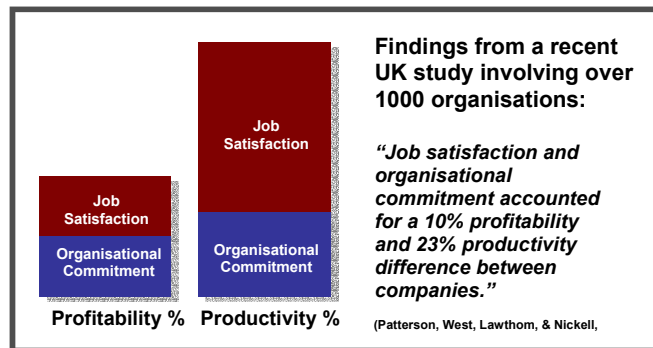 Job
Satisfaction
Organisational
Commitment
Profitability %
Job
Satisfaction
Organisational
Commitment
Productivity %
Findings from a recent
UK study involving over
1000 organisations:
“Job satisfaction and
organisational
commitment accounted
for a 10% profitability
and 23% productivity
difference between
companies.”
(Patterson, West, Lawthom, & Nickell,